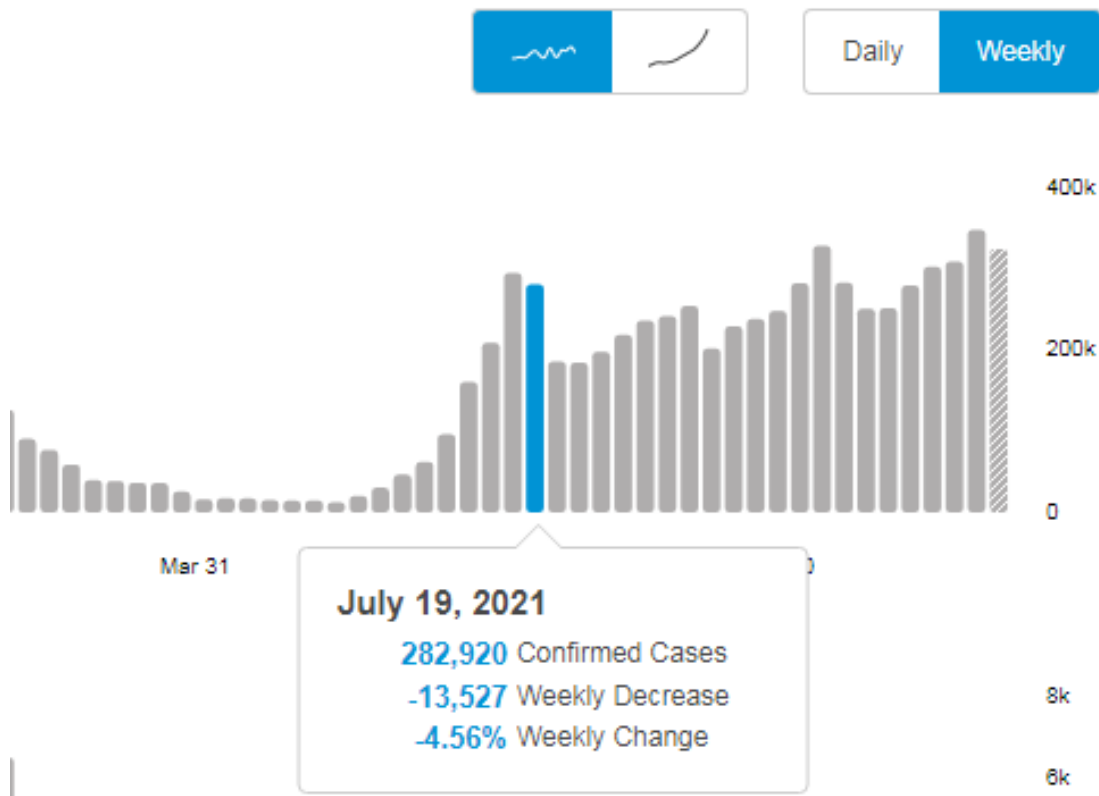 Daily Weekly
400k
200k
0
Mar 31
July 19, 2021
282,920 Confirmed Cases
-13,527 Weekly Decrease
-4.56% Weekly Change
8k
6k